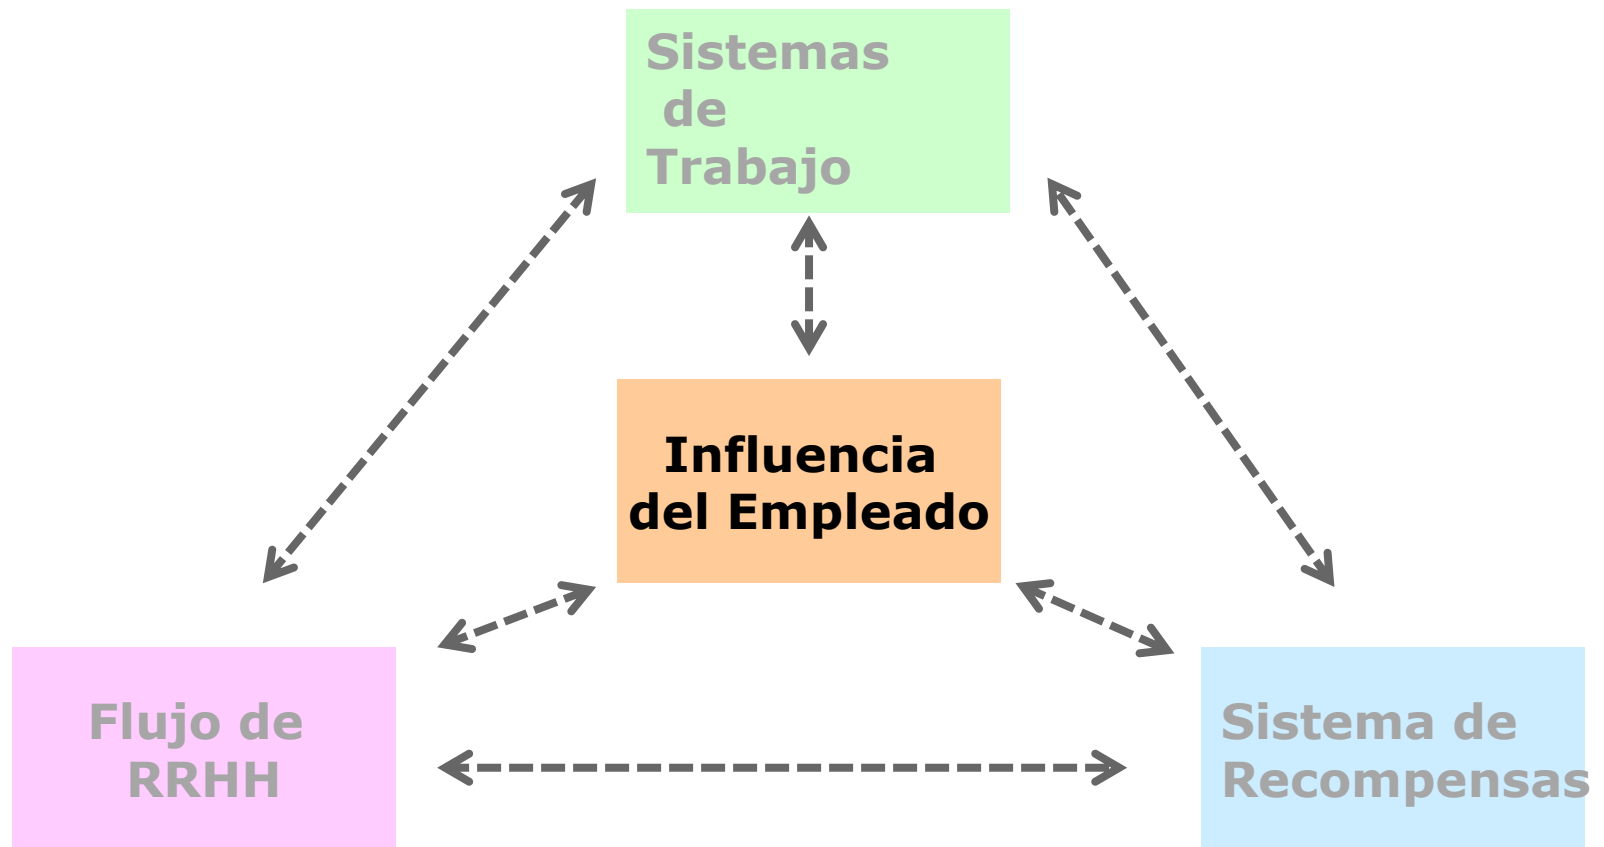 Sistemas
de
Trabajo
Influencia
del Empleado
Flujo de
RRHH
Sistema de
Recompensas